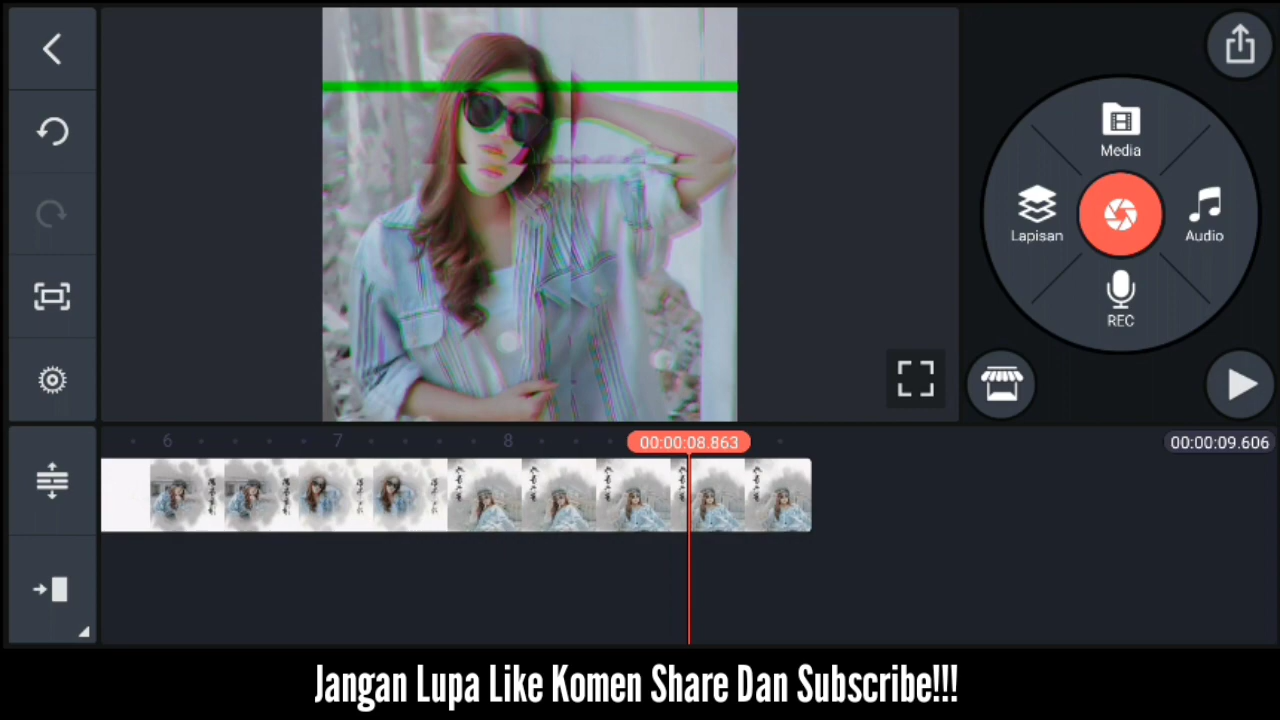 Media
Lapisan
Audio
REC
6
7
8
00:00:08.863
00:00:09.606
Jangan Lupa Like Komen Share Dan Subscribe!!!